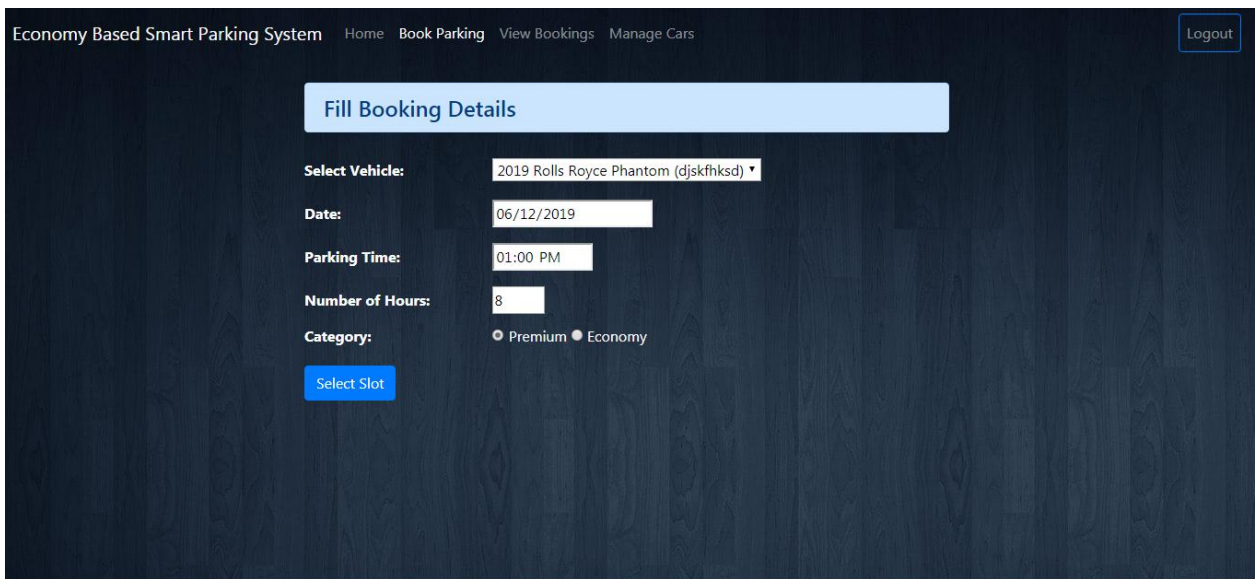 Economy Based Smart Parking System Home Book Parking View Bookings Manage Cars Logout
Fill Booking Details
Select Vehicle: 2019 Rolls Royce Phantom (djskfhksd)
Date: 06/12/2019
Parking Time: 01:00 PM
Number of Hours: 8
Category: Premium Economy
Select Slot